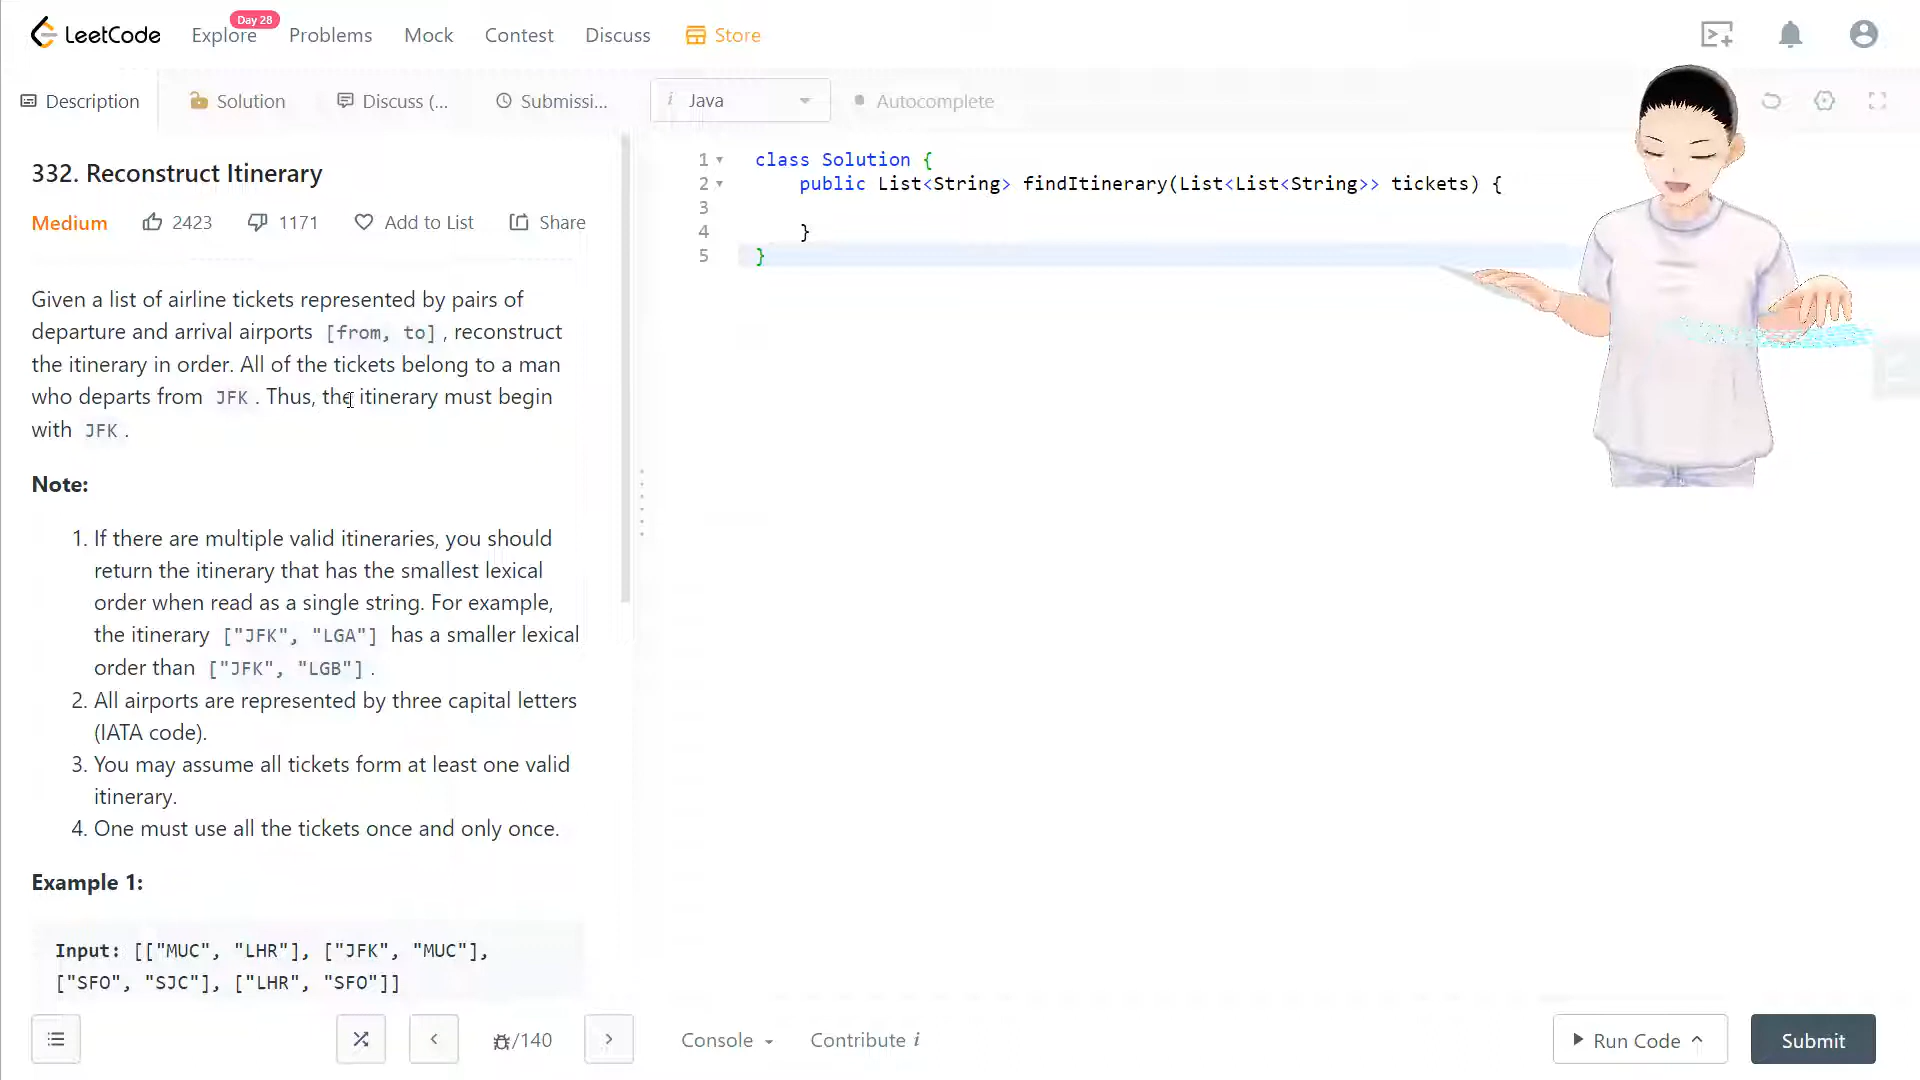 LeetCode Explore Day 28 Problems Mock Contest Discuss Store
Description Solution Discuss (... Submissi... i Java Autocomplete
332. Reconstruct Itinerary
Medium 2423 1171 Add to List Share
Given a list of airline tickets represented by pairs of
departure and arrival airports [from, to] , reconstruct
the itinerary in order. All of the tickets belong to a man
who departs from JFK . Thus, the itinerary must begin
with JFK .
Note:
1. If there are multiple valid itineraries, you should
return the itinerary that has the smallest lexical
order when read as a single string. For example,
the itinerary ["JFK", "LGA"] has a smaller lexical
order than ["JFK", "LGB"] .
2. All airports are represented by three capital letters
(IATA code).
3. You may assume all tickets form at least one valid
itinerary.
4. One must use all the tickets once and only once.
Example 1:
Input: [["MUC", "LHR"], ["JFK", "MUC"],
["SFO", "SJC"], ["LHR", "SFO"]]
1 class Solution {
2 public List<String> findItinerary(List<List<String>> tickets) {
3
4 }
5 }
/140 Console Contribute i Run Code Submit